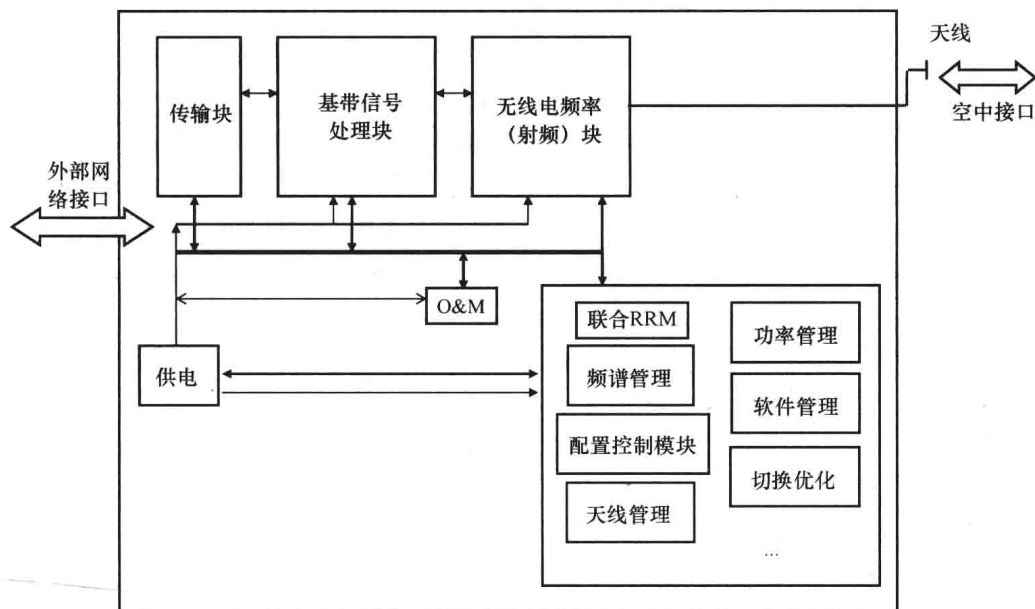 天线
空中接口
外部网
络接口
传输块
基带信号
处理块
无线电频率
（射频）块
O&M
供电
联合RRM
频谱管理
配置控制模块
天线管理
功率管理
软件管理
切换优化
…